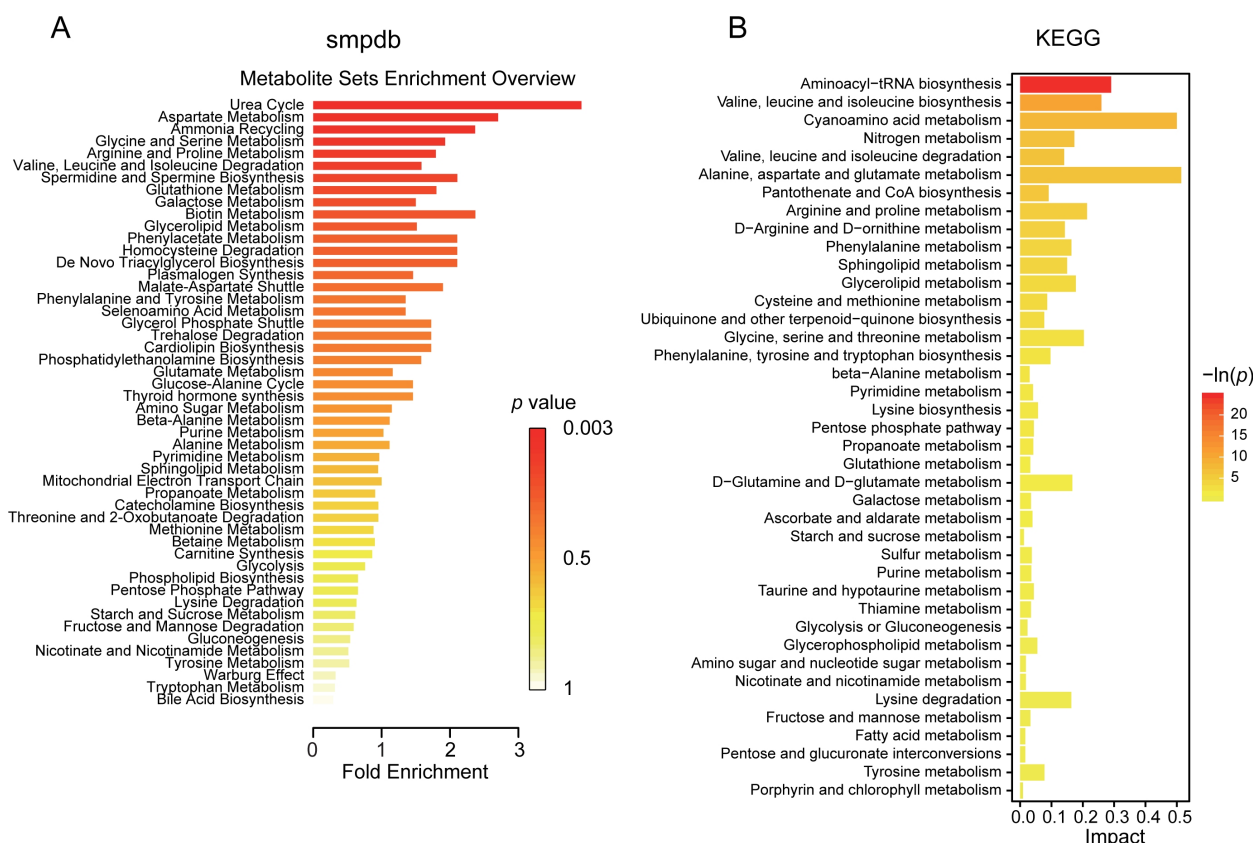 A
smpdb
Metabolite Sets Enrichment Overview
Urea Cycle
Aspartate Metabolism
Ammonia Recycling
Glycine and Serine Metabolism
Arginine and Proline Metabolism
Valine, Leucine and Isoleucine Degradation
Spermidine and Spermine Biosynthesis
Glutathione Metabolism
Galactose Metabolism
Biotin Metabolism
Glycerolipid Metabolism
Phenylacetate Metabolism
Homocysteine Degradation
De Novo Triacylglycerol Biosynthesis
Plasmalogen Synthesis
Malate-Aspartate Shuttle
Phenylalanine and Tyrosine Metabolism
Selenoamino Acid Metabolism
Glycerol Phosphate Shuttle
Trehalose Degradation
Cardiolipin Biosynthesis
Phosphatidylethanolamine Biosynthesis
Glutamate Metabolism
Glucose-Alanine Cycle
Thyroid hormone synthesis
Amino Sugar Metabolism
Beta-Alanine Metabolism
Purine Metabolism
Alanine Metabolism
Pyrimidine Metabolism
Sphingolipid Metabolism
Mitochondrial Electron Transport Chain
Propanoate Metabolism
Catecholamine Biosynthesis
Threonine and 2-Oxobutanoate Degradation
Methionine Metabolism
Betaine Metabolism
Carnitine Synthesis
Glycolysis
Phospholipid Biosynthesis
Pentose Phosphate Pathway
Lysine Degradation
Starch and Sucrose Metabolism
Fructose and Mannose Degradation
Gluconeogenesis
Nicotinate and Nicotinamide Metabolism
Tyrosine Metabolism
Warburg Effect
Tryptophan Metabolism
Bile Acid Biosynthesis
0 1 2 3
Fold Enrichment
p value
0.003
0.5
1
B
KEGG
Aminoacyl−tRNA biosynthesis
Valine, leucine and isoleucine biosynthesis
Cyanoamino acid metabolism
Nitrogen metabolism
Valine, leucine and isoleucine degradation
Alanine, aspartate and glutamate metabolism
Pantothenate and CoA biosynthesis
Arginine and proline metabolism
D−Arginine and D−ornithine metabolism
Phenylalanine metabolism
Sphingolipid metabolism
Glycerolipid metabolism
Cysteine and methionine metabolism
Ubiquinone and other terpenoid−quinone biosynthesis
Glycine, serine and threonine metabolism
Phenylalanine, tyrosine and tryptophan biosynthesis
beta−Alanine metabolism
Pyrimidine metabolism
Lysine biosynthesis
Pentose phosphate pathway
Propanoate metabolism
Glutathione metabolism
D−Glutamine and D−glutamate metabolism
Galactose metabolism
Ascorbate and aldarate metabolism
Starch and sucrose metabolism
Sulfur metabolism
Purine metabolism
Taurine and hypotaurine metabolism
Thiamine metabolism
Glycolysis or Gluconeogenesis
Glycerophospholipid metabolism
Amino sugar and nucleotide sugar metabolism
Nicotinate and nicotinamide metabolism
Lysine degradation
Fructose and mannose metabolism
Fatty acid metabolism
Pentose and glucuronate interconversions
Tyrosine metabolism
Porphyrin and chlorophyll metabolism
0.0 0.1 0.2 0.3 0.4 0.5
Impact
−ln(p)
20
15
10
5